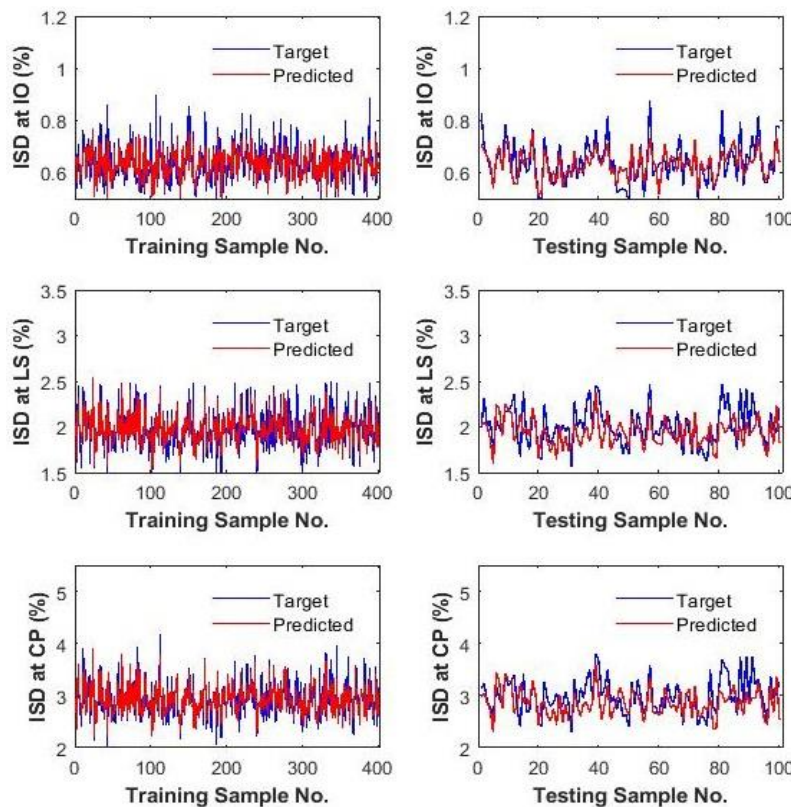 1.2
1
0.8
0.6
ISD at IO (%)
Target
Predicted
0 100 200 300 400
Training Sample No.
1.2
1
0.8
0.6
ISD at IO (%)
Target
Predicted
0 20 40 60 80 100
Testing Sample No.
3.5
3
2.5
2
1.5
ISD at LS (%)
Target
Predicted
0 100 200 300 400
Training Sample No.
3.5
3
2.5
2
1.5
ISD at LS (%)
Target
Predicted
0 20 40 60 80 100
Testing Sample No.
5
4
3
2
ISD at CP (%)
Target
Predicted
0 100 200 300 400
Training Sample No.
5
4
3
2
ISD at CP (%)
Target
Predicted
0 20 40 60 80 100
Testing Sample No.